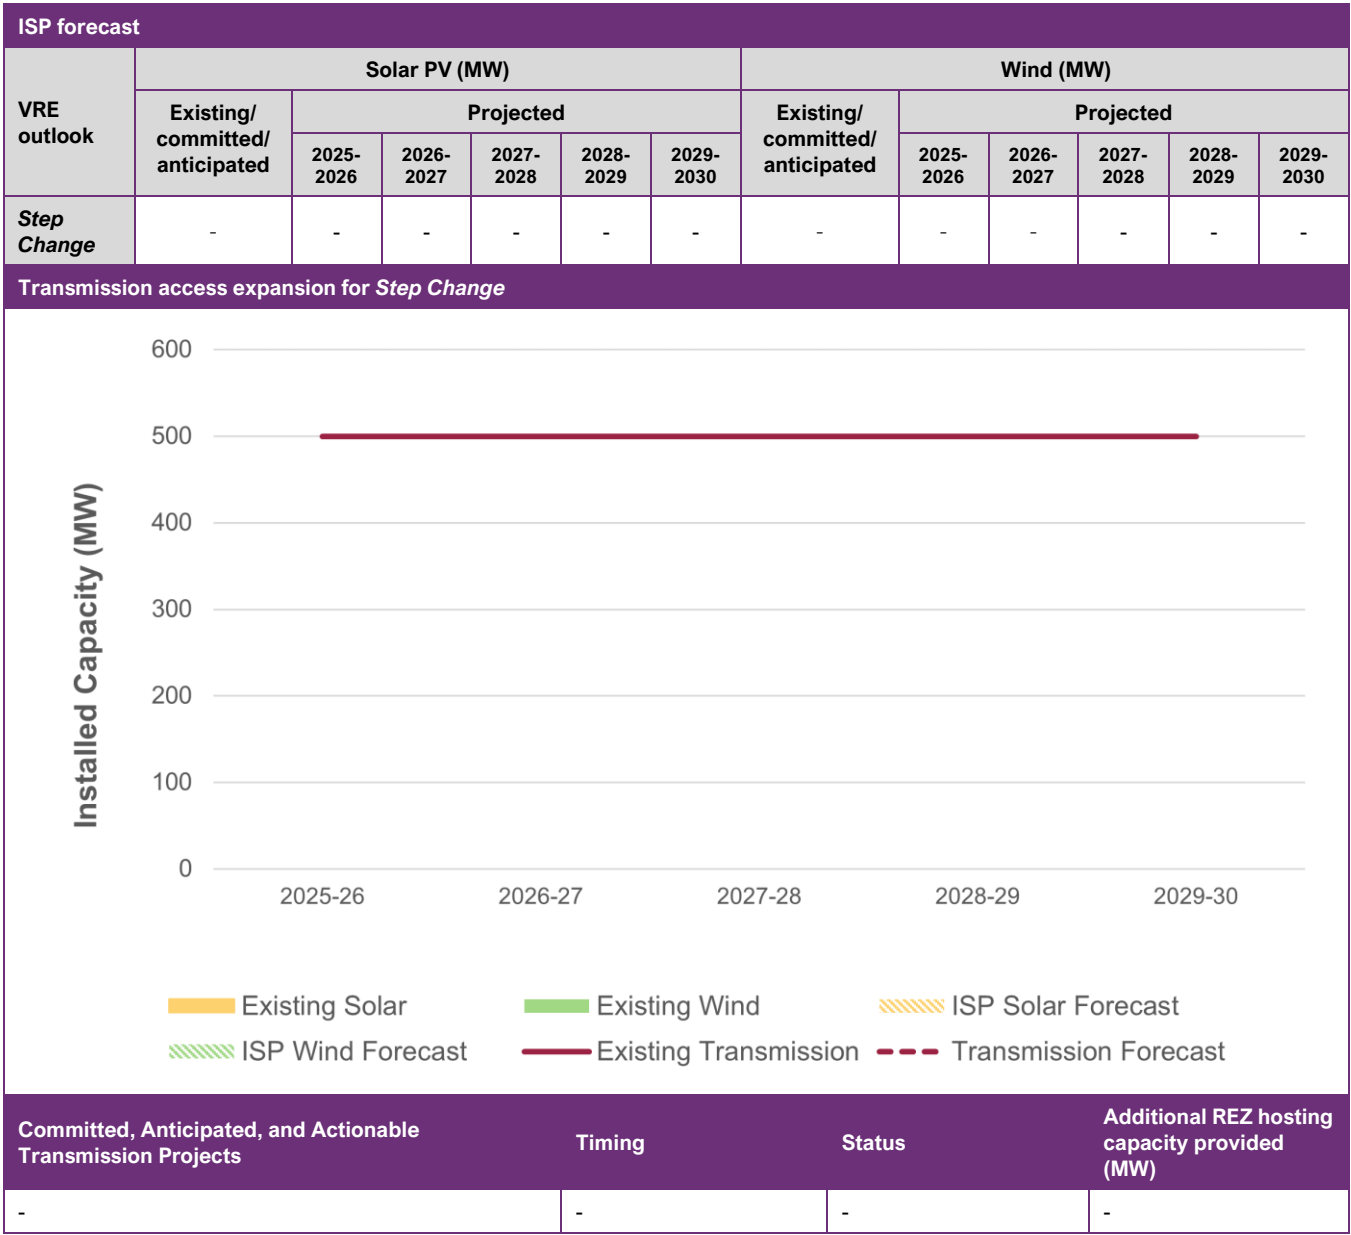 ISP forecast
VRE
outlook
Solar PV (MW)
Wind (MW)
Existing/
committed/
anticipated
Projected
Existing/
committed/
anticipated
Projected
2025-
2026
2026-
2027
2027-
2028
2028-
2029
2029-
2030
2025-
2026
2026-
2027
2027-
2028
2028-
2029
2029-
2030
Step
Change
- - - - - - - - - - - -
Transmission access expansion for Step Change
Installed Capacity (MW)
600
500
400
300
200
100
0
2025-26 2026-27 2027-28 2028-29 2029-30
Existing Solar Existing Wind ISP Solar Forecast
ISP Wind Forecast Existing Transmission Transmission Forecast
Committed, Anticipated, and Actionable
Transmission Projects
Timing
Status
Additional REZ hosting
capacity provided
(MW)
- - - -